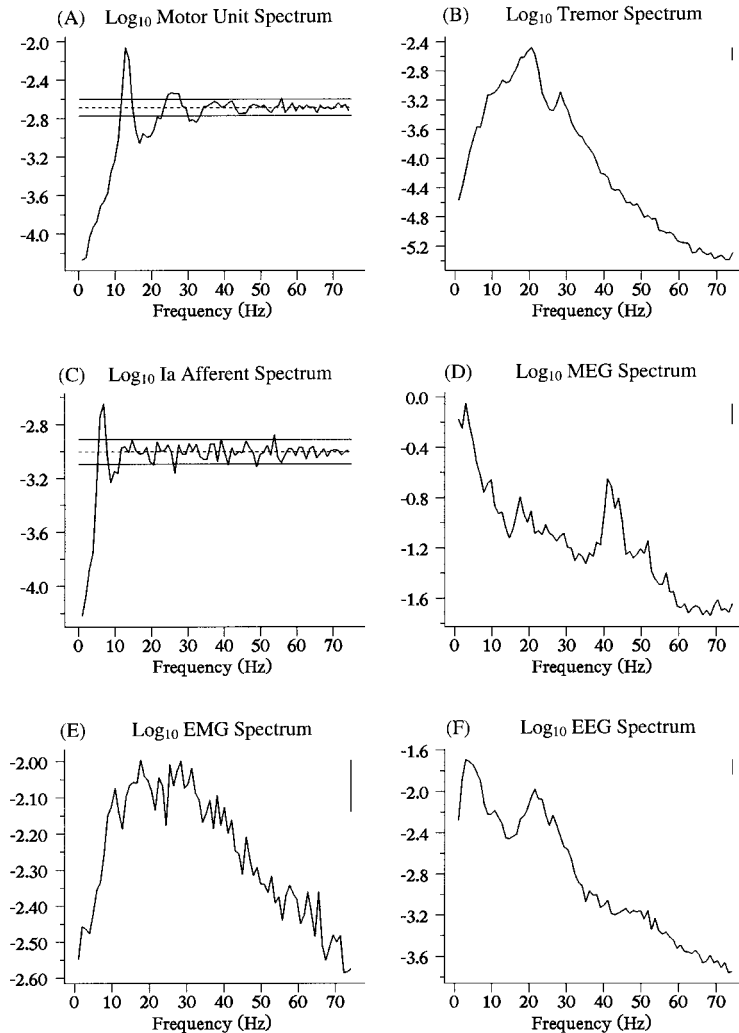 (A) Log₁₀ Motor Unit Spectrum
-2.0
-2.4
-2.8
-3.2
-3.6
-4.0
0 10 20 30 40 50 60 70
Frequency (Hz)
(B) Log₁₀ Tremor Spectrum
-2.4
-2.8
-3.2
-3.6
-4.0
-4.4
-4.8
-5.2
0 10 20 30 40 50 60 70
Frequency (Hz)
(C) Log₁₀ Ia Afferent Spectrum
-2.8
-3.2
-3.6
-4.0
0 10 20 30 40 50 60 70
Frequency (Hz)
(D) Log₁₀ MEG Spectrum
0.0
-0.4
-0.8
-1.2
-1.6
0 10 20 30 40 50 60 70
Frequency (Hz)
(E) Log₁₀ EMG Spectrum
-2.00
-2.10
-2.20
-2.30
-2.40
-2.50
-2.60
0 10 20 30 40 50 60 70
Frequency (Hz)
(F) Log₁₀ EEG Spectrum
-1.6
-2.0
-2.4
-2.8
-3.2
-3.6
0 10 20 30 40 50 60 70
Frequency (Hz)